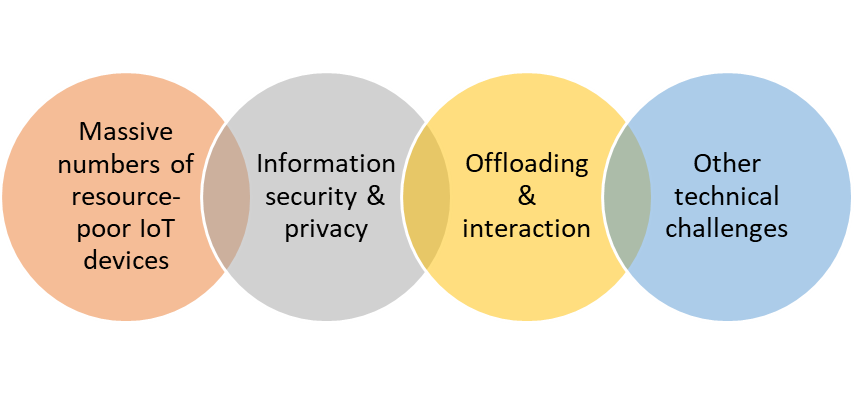 Massive
numbers of
resource-
poor IoT
devices
Information
security &
privacy
Offloading
&
interaction
Other
technical
challenges